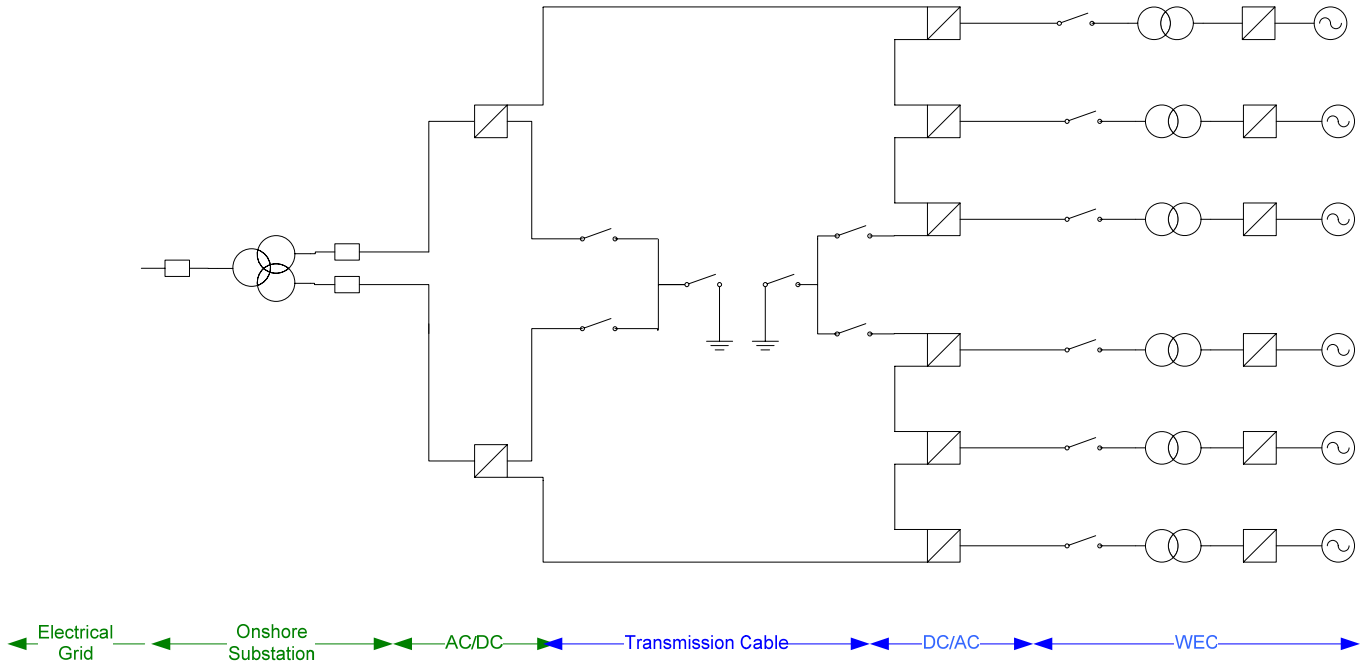 Electrical
Grid
Onshore
Substation
AC/DC
Transmission Cable
DC/AC
WEC